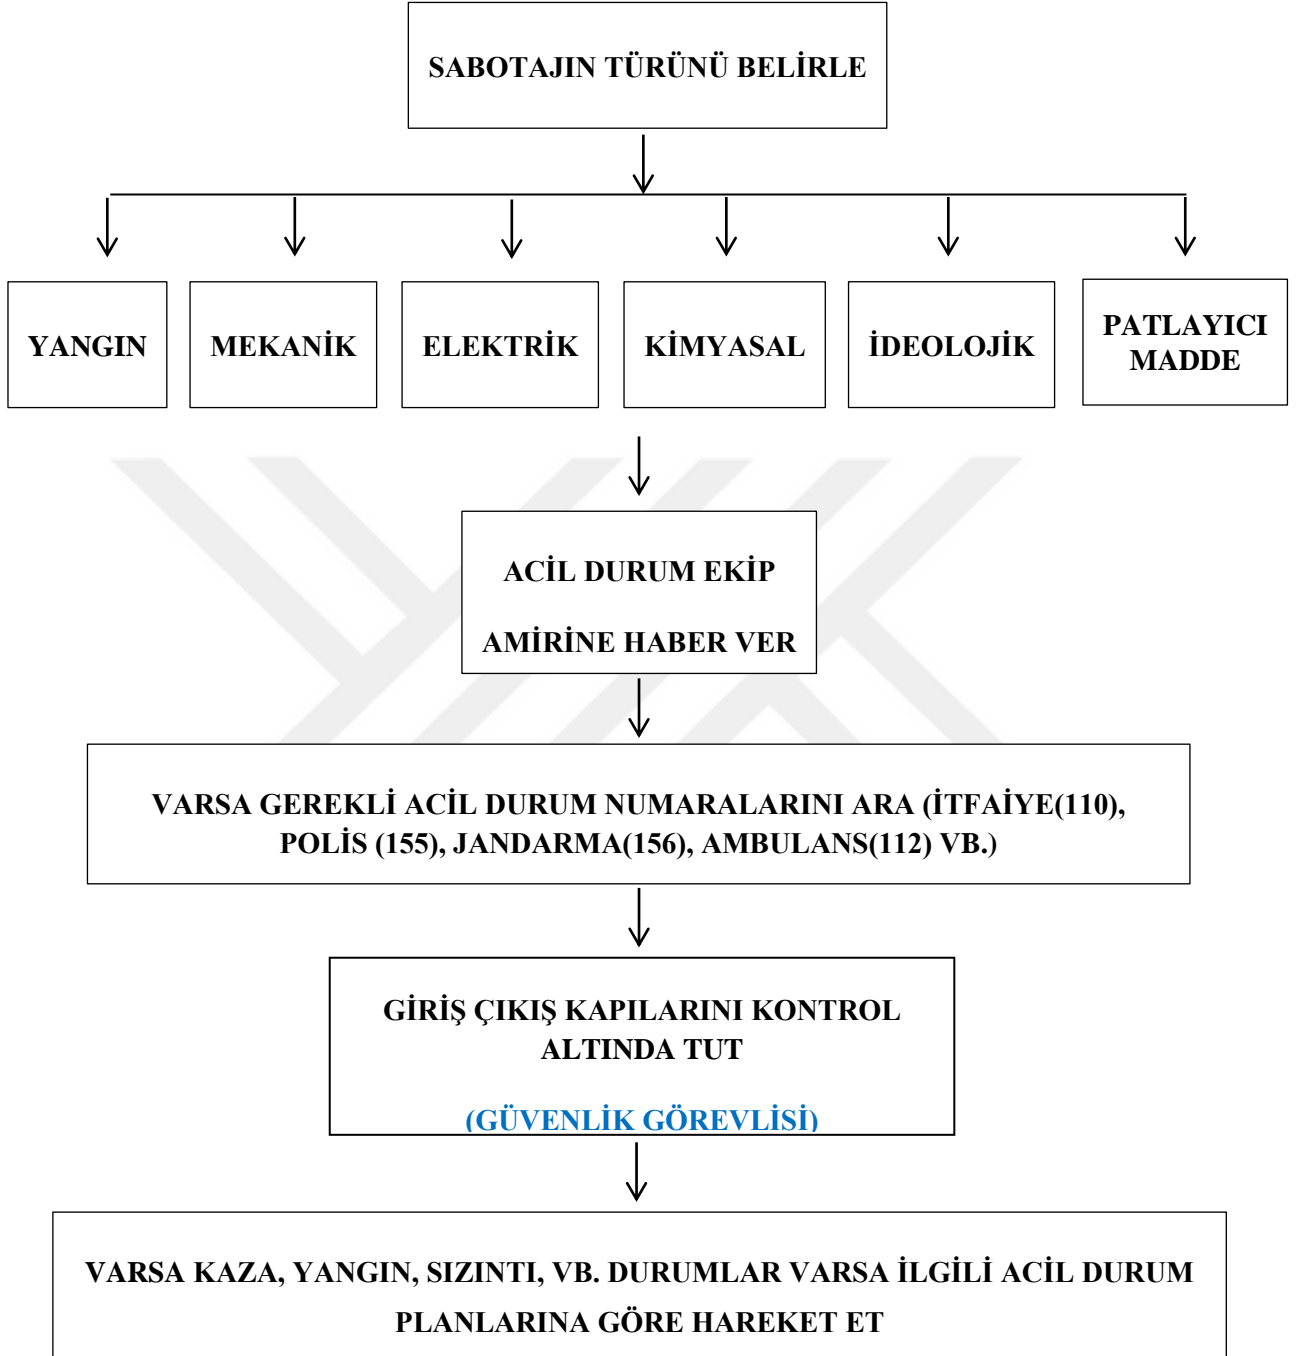 SABOTAJIN TÜRÜNÜ BELİRLE
YANGIN
MEKANİK
ELEKTRİK
KİMYASAL
İDEOLOJİK
PATLAYICI
MADDE
ACİL DURUM EKİP
AMİRİNE HABER VER
VARSA GEREKLİ ACİL DURUM NUMARALARINI ARA (İTFAİYE(110),
POLİS (155), JANDARMA(156), AMBULANS(112) VB.)
GİRİŞ ÇIKIŞ KAPILARINI KONTROL
ALTINDA TUT
(GÜVENLİK GÖREVLİSİ)
VARSA KAZA, YANGIN, SIZINTI, VB. DURUMLAR VARSA İLGİLİ ACİL DURUM
PLANLARINA GÖRE HAREKET ET